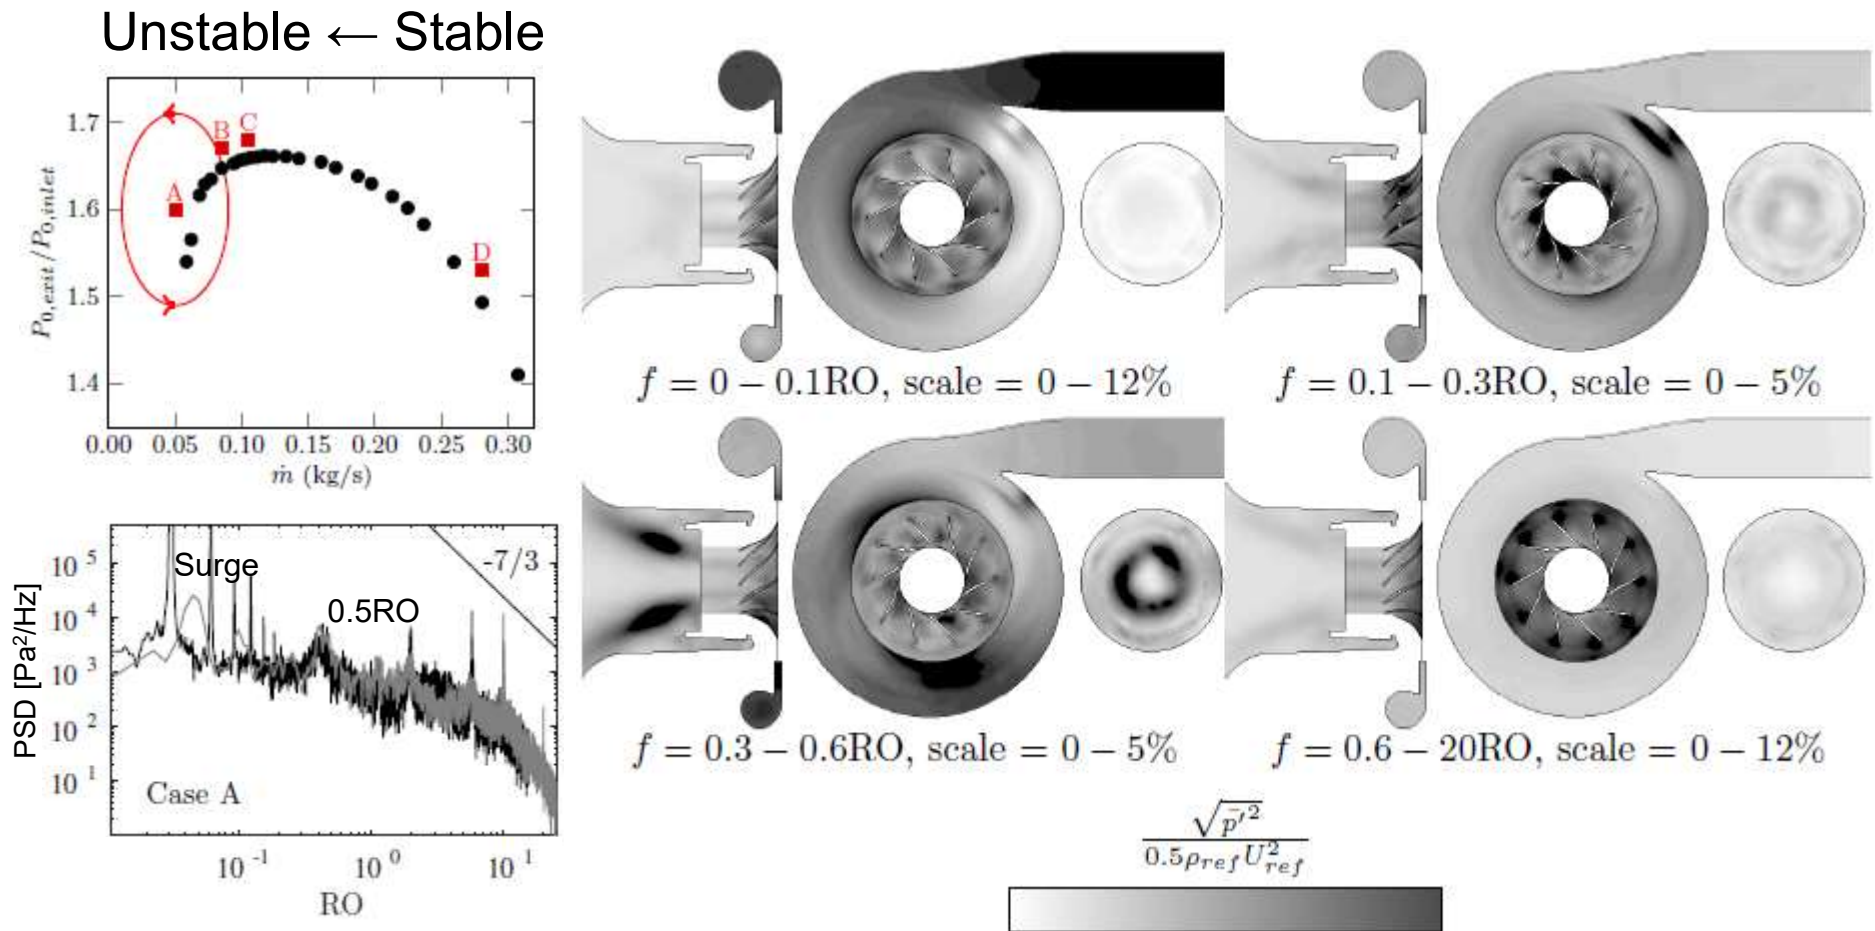 Unstable ← Stable
P0,exit/P0,inlet
1.7
1.6
1.5
1.4
A
B
C
D
0.00 0.05 0.10 0.15 0.20 0.25 0.30
ṁ (kg/s)
f = 0 − 0.1RO, scale = 0 − 12%
f = 0.1 − 0.3RO, scale = 0 − 5%
PSD [Pa²/Hz]
10⁵
10⁴
10³
10²
10¹
Surge
0.5RO
-7/3
Case A
10⁻¹ 10⁰ 10¹
RO
f = 0.3 − 0.6RO, scale = 0 − 5%
f = 0.6 − 20RO, scale = 0 − 12%
√p̄′²
0.5ρrefU²ref